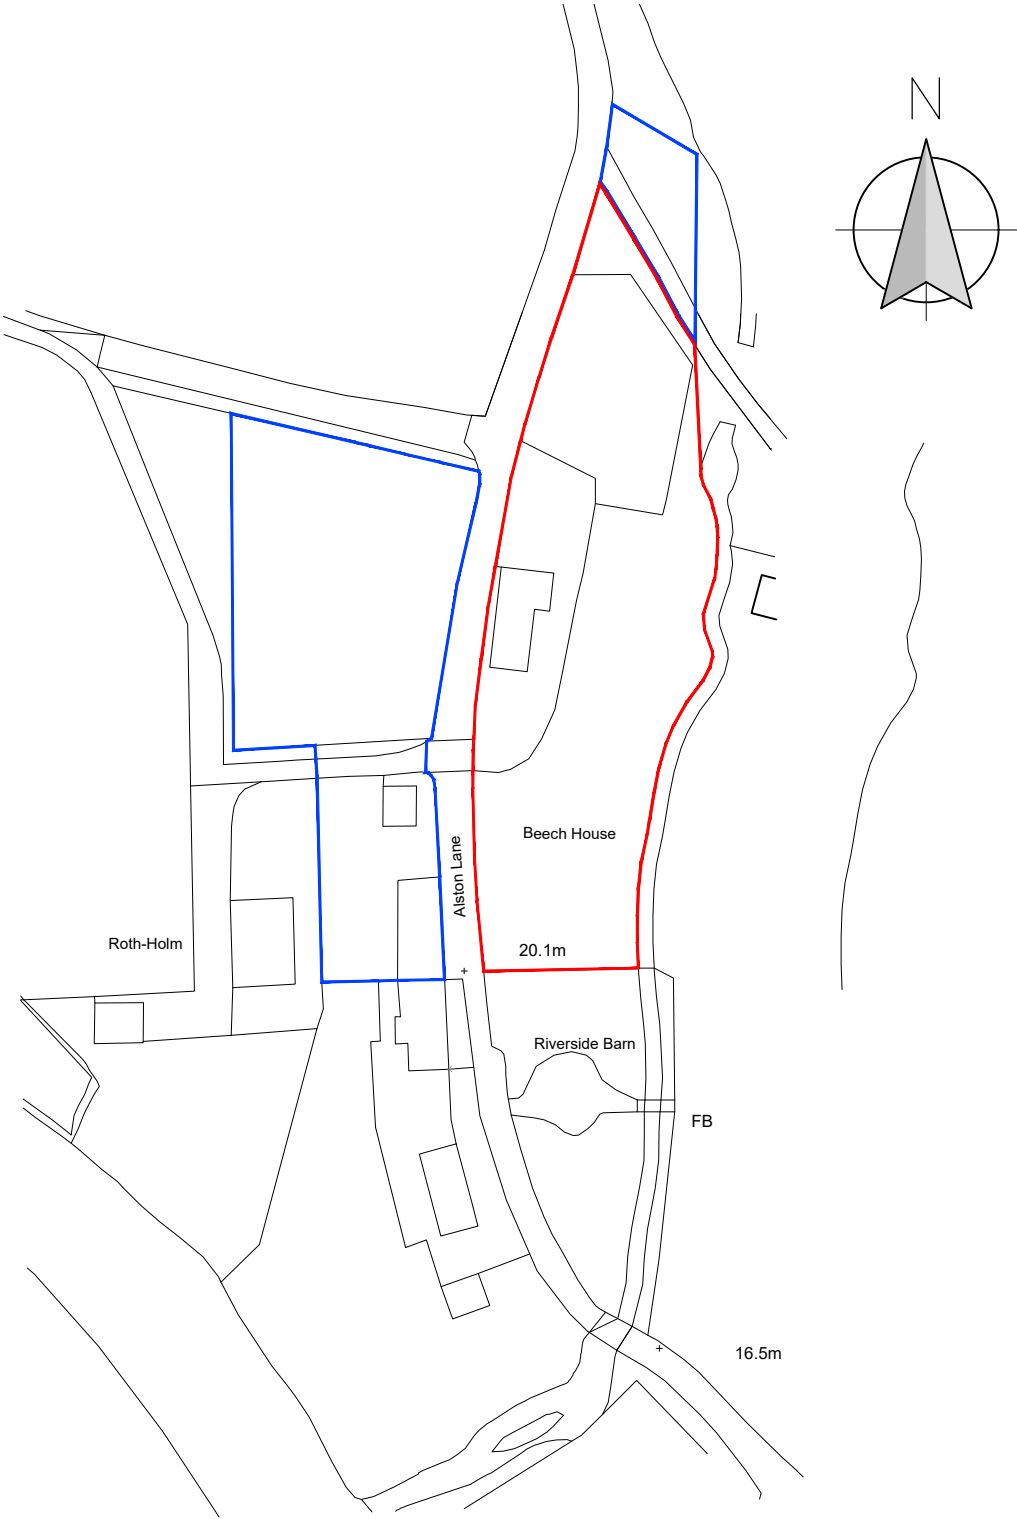 N
Beech House
Alston Lane
Roth-Holm
20.1m
Riverside Barn
FB
16.5m